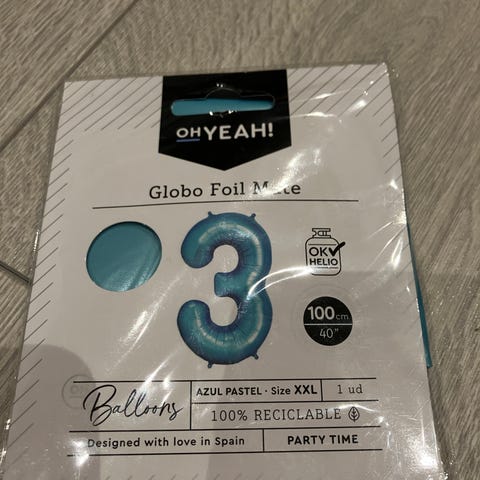 OH YEAH!
Globo Foil Mate
3
OK
HELIO
100cm
40"
Balloons
AZUL PASTEL · Size XXL
1 ud
100% RECICLABLE
Designed with love in Spain
PARTY TIME